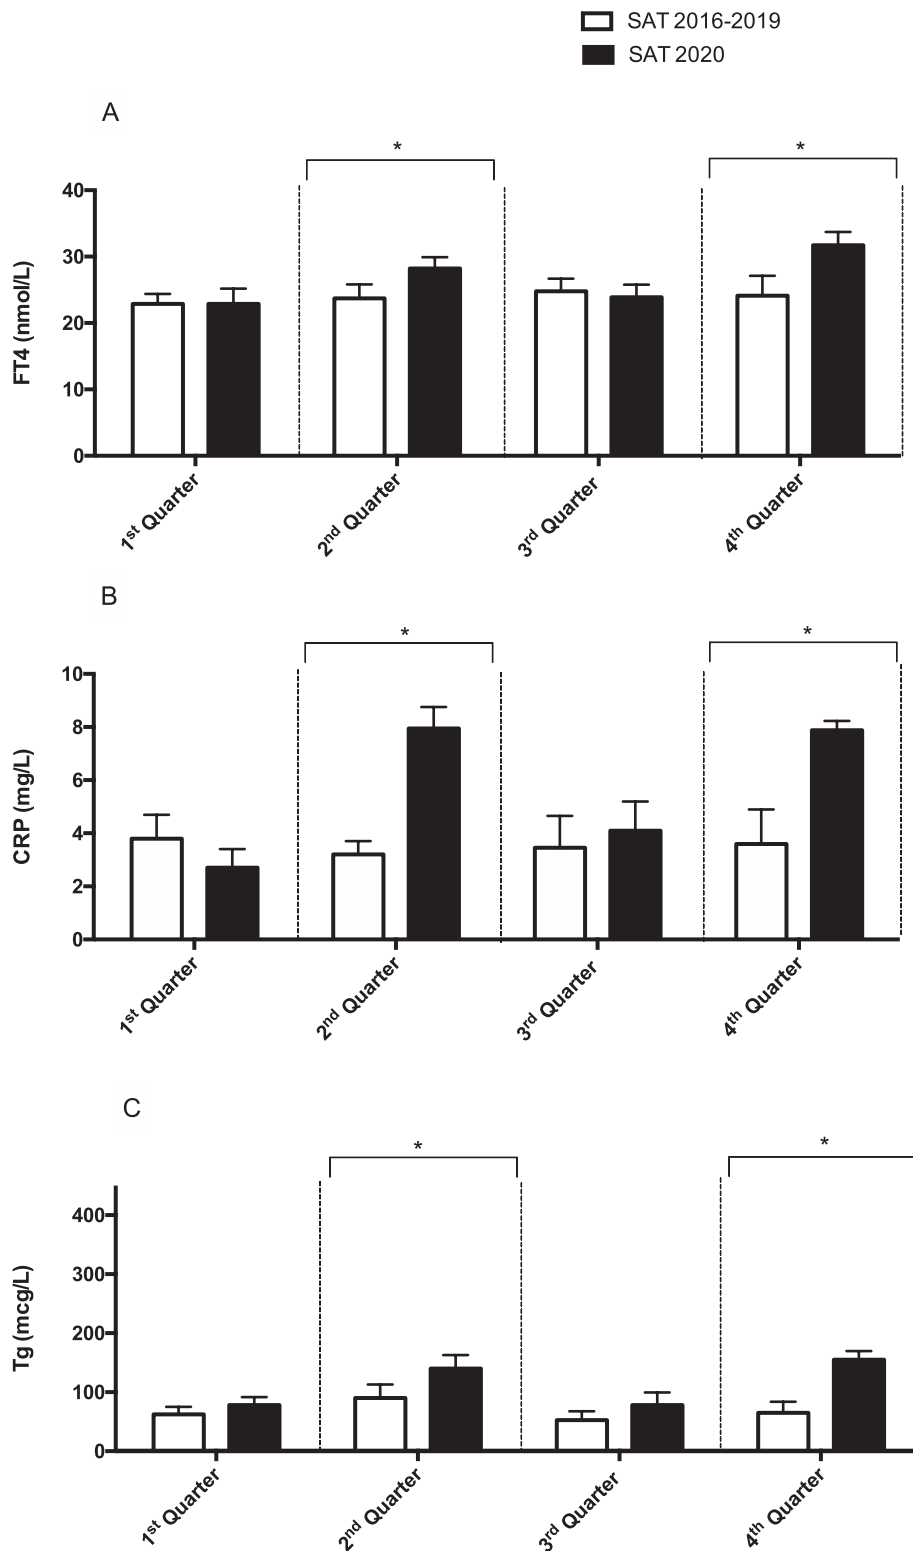 SAT 2016-2019
SAT 2020
A
*
*
40
30
20
10
0
FT4 (nmol/L)
1st Quarter
2nd Quarter
3rd Quarter
4th Quarter
B
*
*
10
8
6
4
2
0
CRP (mg/L)
1st Quarter
2nd Quarter
3rd Quarter
4th Quarter
C
*
*
400
300
200
100
0
Tg (mcg/L)
1st Quarter
2nd Quarter
3rd Quarter
4th Quarter